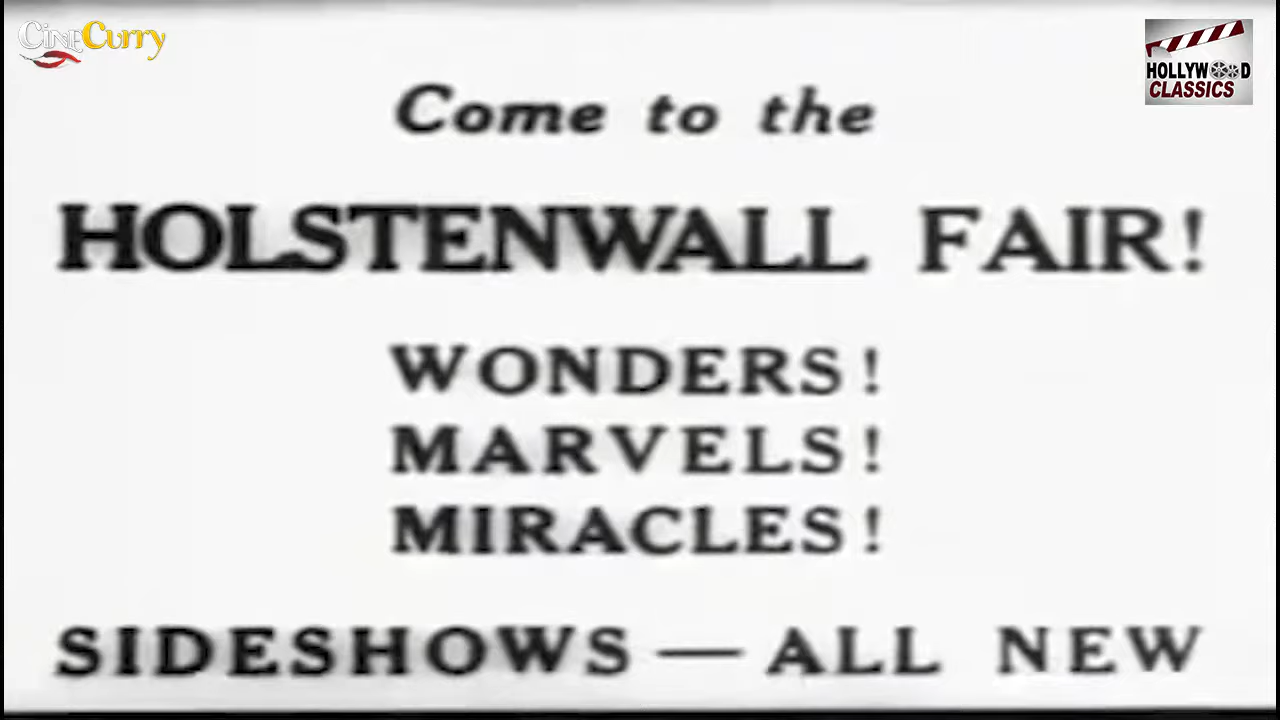 CineCurry
HOLLYWOOD
CLASSICS
Come to the
HOLSTENWALL FAIR!
WONDERS!
MARVELS!
MIRACLES!
SIDESHOWS — ALL NEW